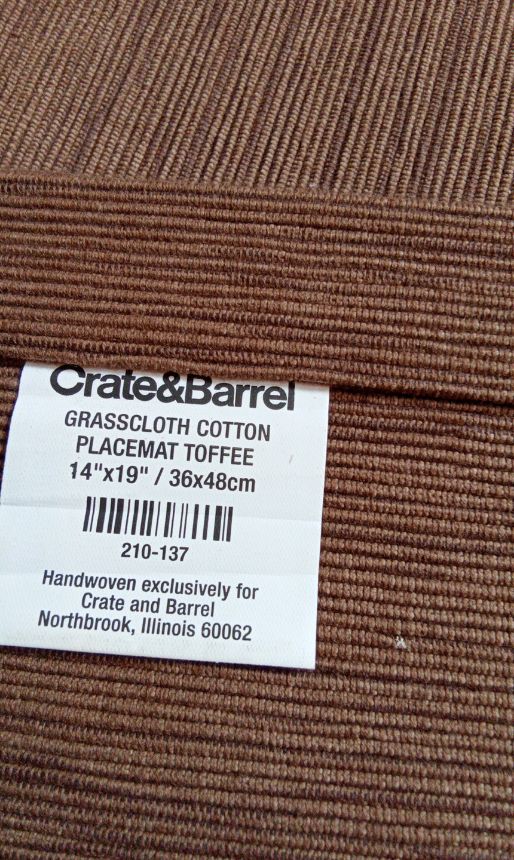 Crate&Barrel
GRASSCLOTH COTTON
PLACEMAT TOFFEE
14"x19" / 36x48cm
210-137
Handwoven exclusively for
Crate and Barrel
Northbrook, Illinois 60062